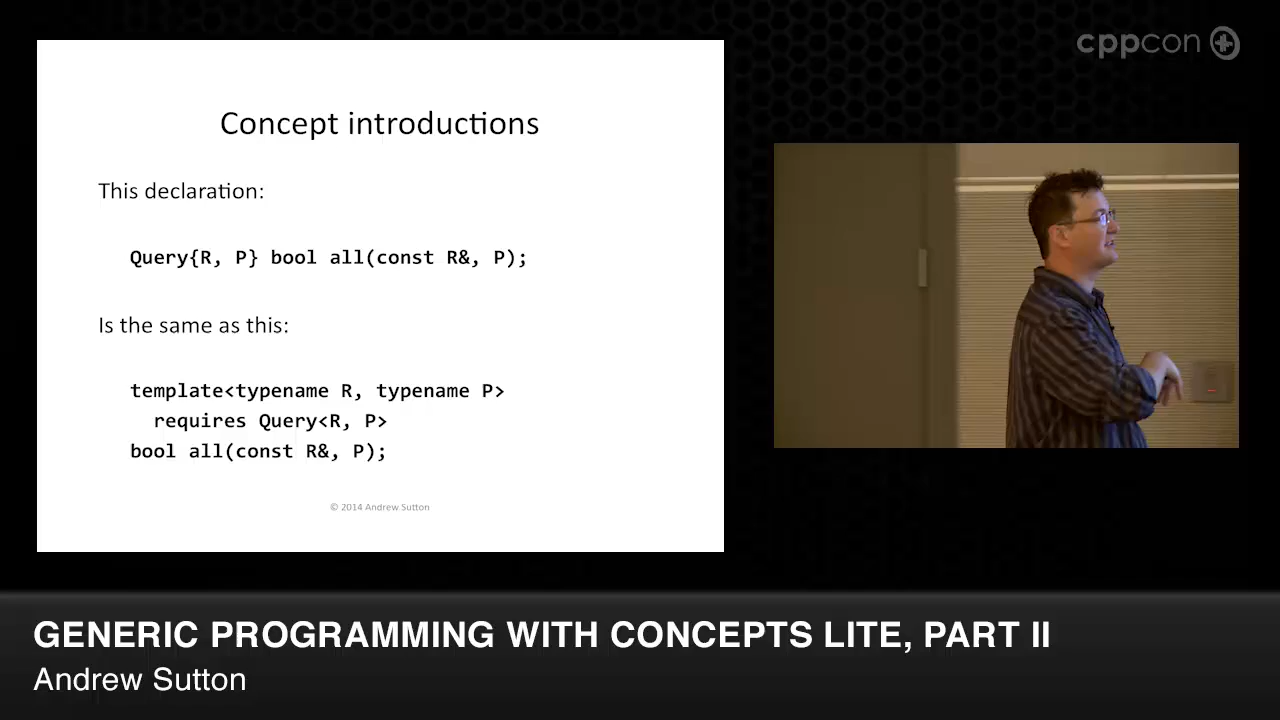 cppcon
Concept introductions
This declaration:
Query{R, P} bool all(const R&, P);
Is the same as this:
template<typename R, typename P>
requires Query<R, P>
bool all(const R&, P);
© 2014 Andrew Sutton
GENERIC PROGRAMMING WITH CONCEPTS LITE, PART II
Andrew Sutton